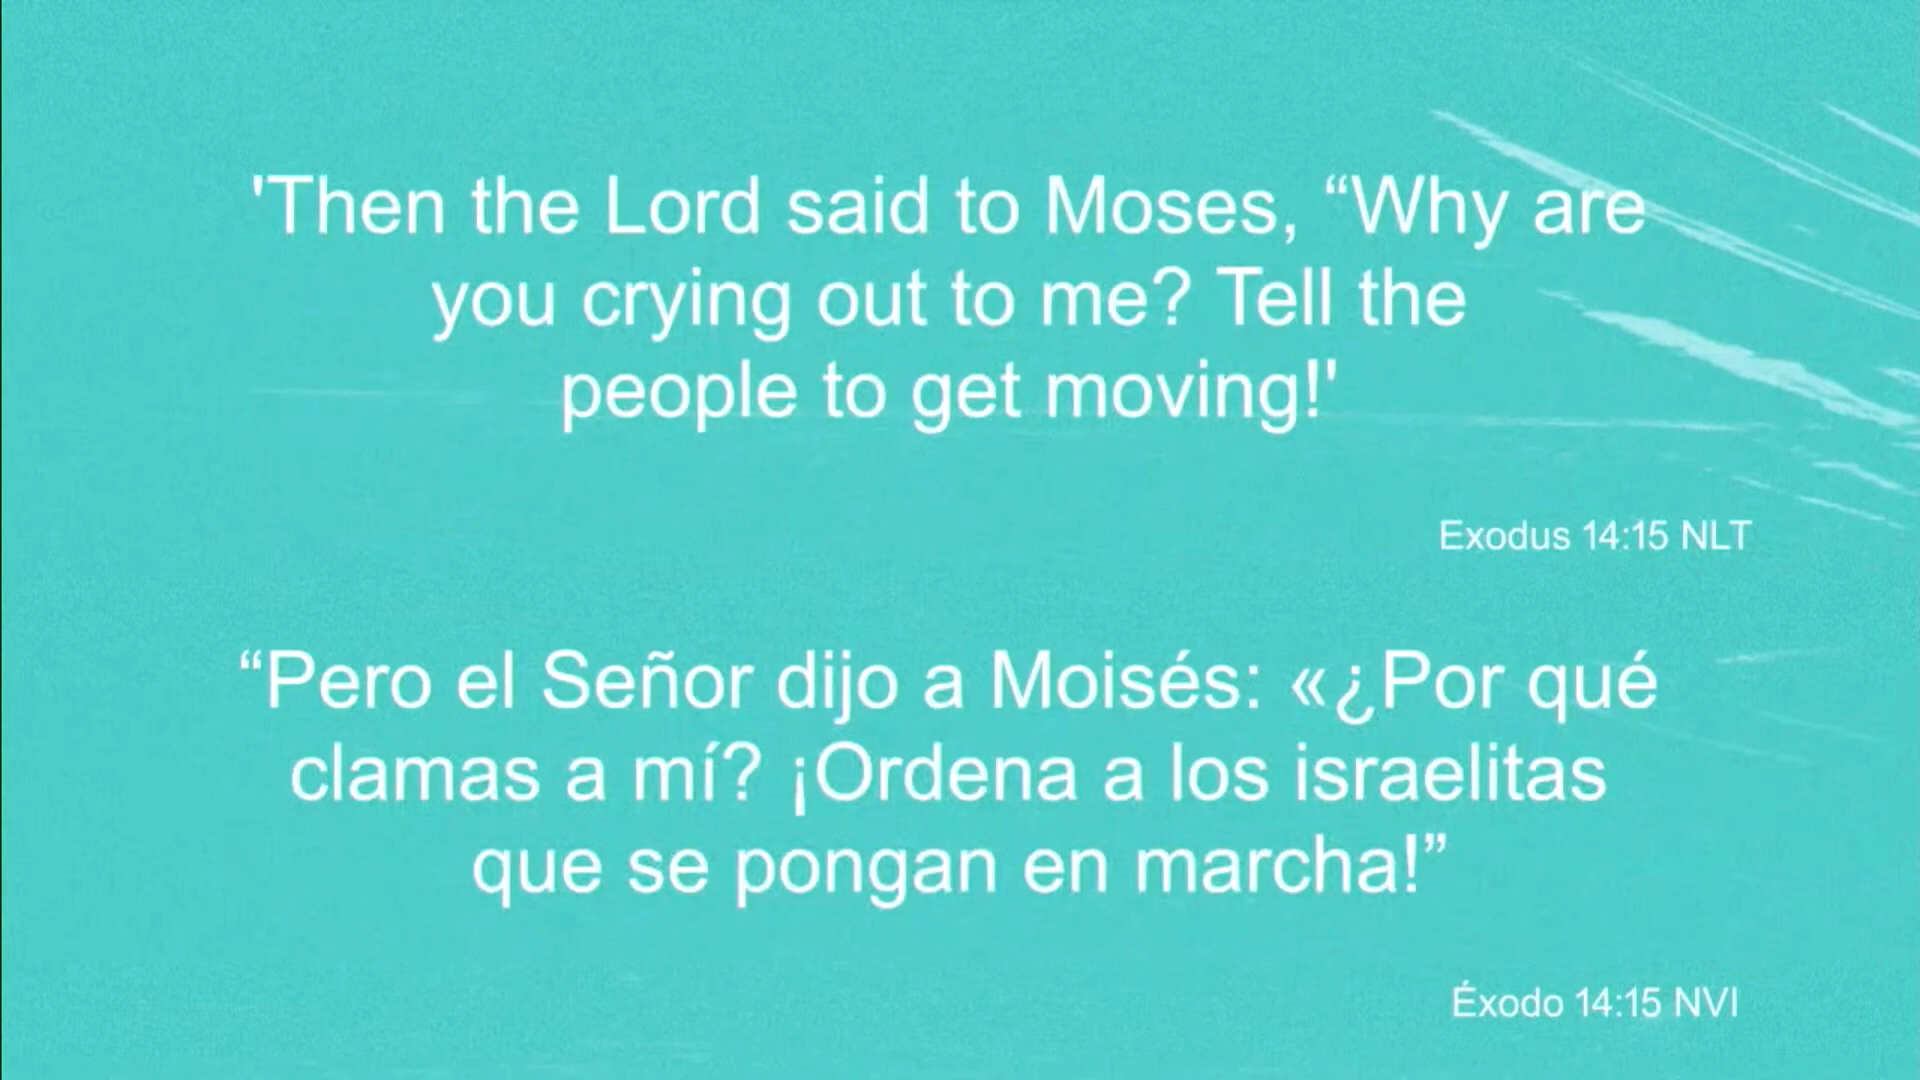 'Then the Lord said to Moses, “Why are
you crying out to me? Tell the
people to get moving!'
Exodus 14:15 NLT
“Pero el Señor dijo a Moisés: «¿Por qué
clamas a mí? ¡Ordena a los israelitas
que se pongan en marcha!”
Éxodo 14:15 NVI